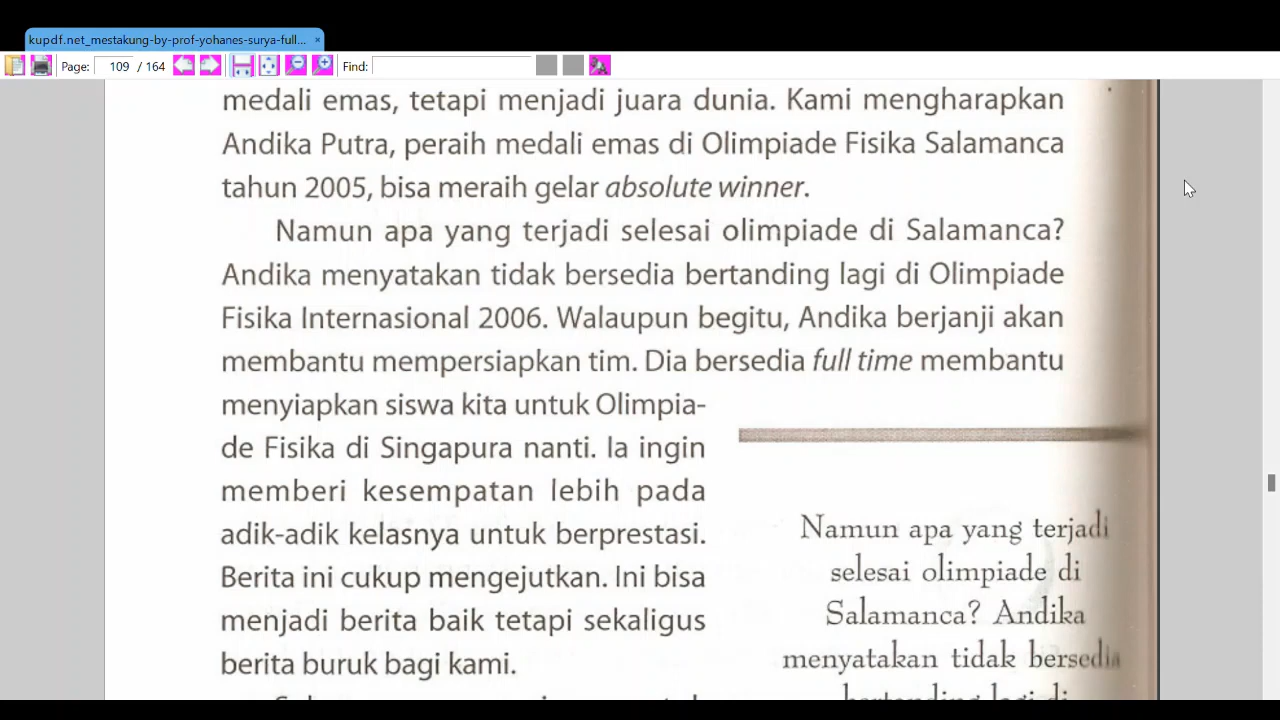 kupdf.net_mestakung-by-prof-yohanes-surya-full... ×
Page: 109 / 164 Find:
medali emas, tetapi menjadi juara dunia. Kami mengharapkan
Andika Putra, peraih medali emas di Olimpiade Fisika Salamanca
tahun 2005, bisa meraih gelar absolute winner.
Namun apa yang terjadi selesai olimpiade di Salamanca?
Andika menyatakan tidak bersedia bertanding lagi di Olimpiade
Fisika Internasional 2006. Walaupun begitu, Andika berjanji akan
membantu mempersiapkan tim. Dia bersedia full time membantu
menyiapkan siswa kita untuk Olimpia-
de Fisika di Singapura nanti. Ia ingin
memberi kesempatan lebih pada
adik-adik kelasnya untuk berprestasi.
Berita ini cukup mengejutkan. Ini bisa
menjadi berita baik tetapi sekaligus
berita buruk bagi kami.
Namun apa yang terjadi
selesai olimpiade di
Salamanca? Andika
menyatakan tidak bersedia
bertanding lagi di